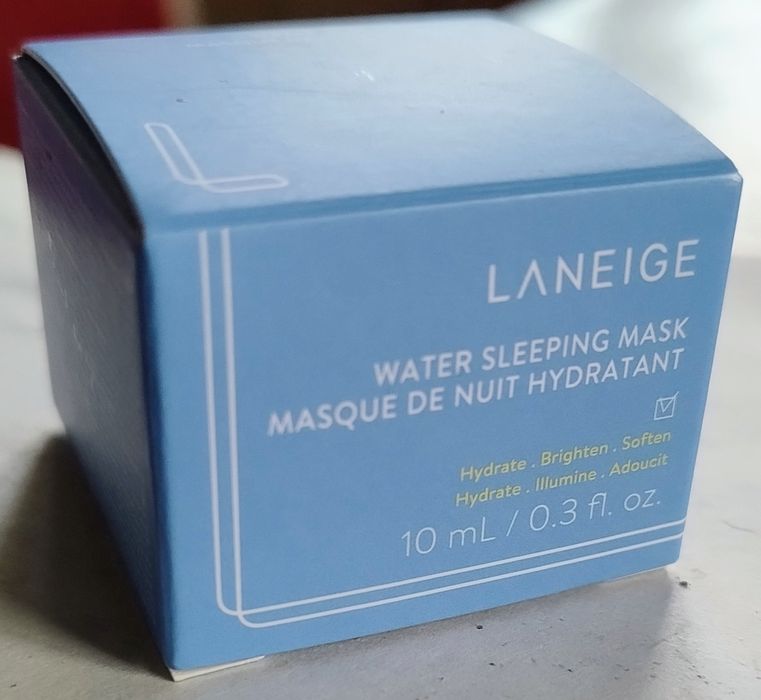 LANEIGE
WATER SLEEPING MASK
MASQUE DE NUIT HYDRATANT
Hydrate . Brighten . Soften
Hydrate . Illumine . Adoucit
10 mL / 0.3 fl. oz.